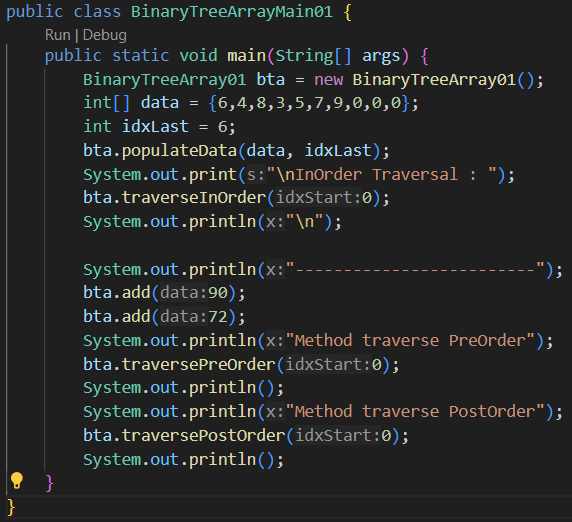 public class BinaryTreeArrayMain01 {
Run | Debug
public static void main(String[] args) {
BinaryTreeArray01 bta = new BinaryTreeArray01();
int[] data = {6,4,8,3,5,7,9,0,0,0};
int idxLast = 6;
bta.populateData(data, idxLast);
System.out.print(s:"\nInOrder Traversal : ");
bta.traverseInOrder(idxStart:0);
System.out.println(x:"\n");
System.out.println(x:"-------------------------");
bta.add(data:90);
bta.add(data:72);
System.out.println(x:"Method traverse PreOrder");
bta.traversePreOrder(idxStart:0);
System.out.println();
System.out.println(x:"Method traverse PostOrder");
bta.traversePostOrder(idxStart:0);
System.out.println();
}
}